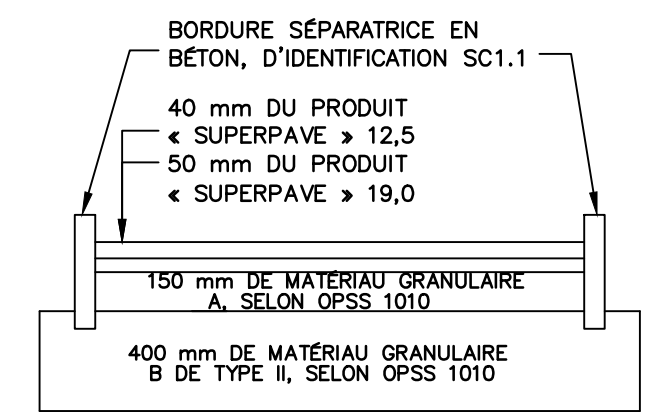 BORDURE SÉPARATRICE EN
BÉTON, D'IDENTIFICATION SC1.1
40 mm DU PRODUIT
« SUPERPAVE » 12,5
50 mm DU PRODUIT
« SUPERPAVE » 19,0
150 mm DE MATÉRIAU GRANULAIRE
A, SELON OPSS 1010
400 mm DE MATÉRIAU GRANULAIRE
B DE TYPE II, SELON OPSS 1010